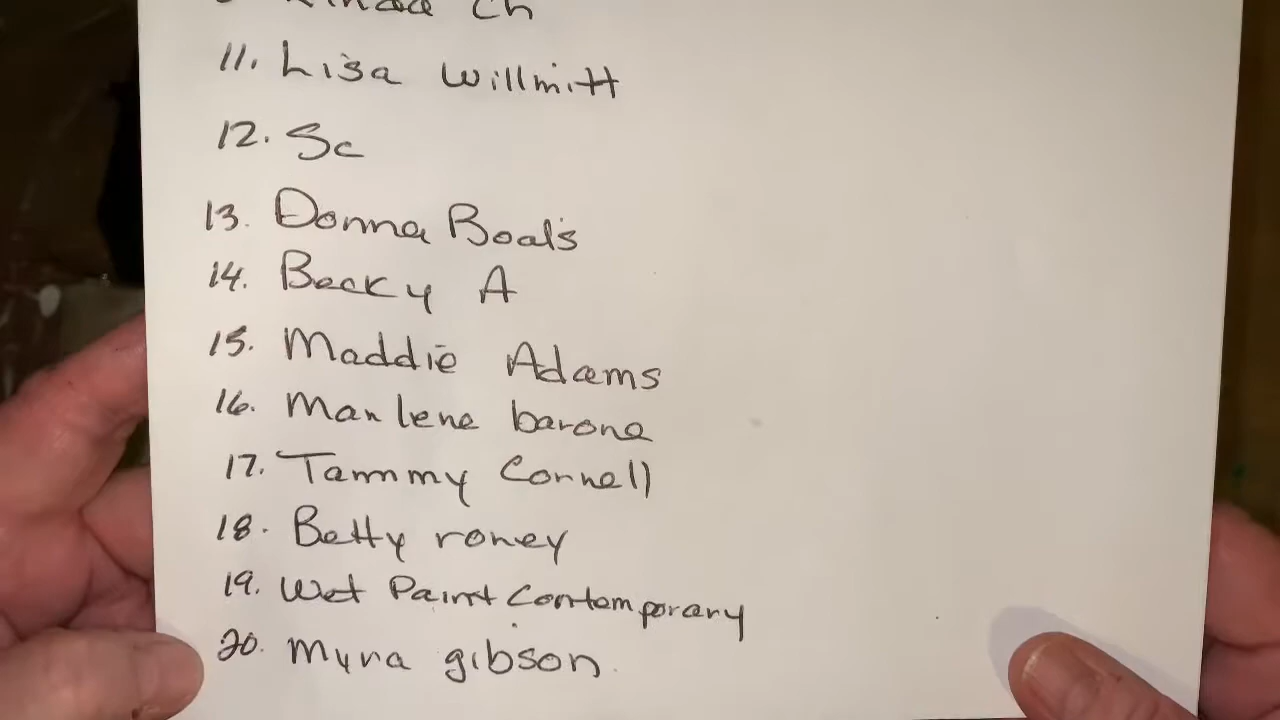 Ch
11. Lisa Willmitt
12. Sc
13. Donna Boals
14. Becky A
15. Maddie Adams
16. Marlene barone
17. Tammy Cornell
18. Betty roney
19. Wet Paint Contemporary
20. Myra gibson